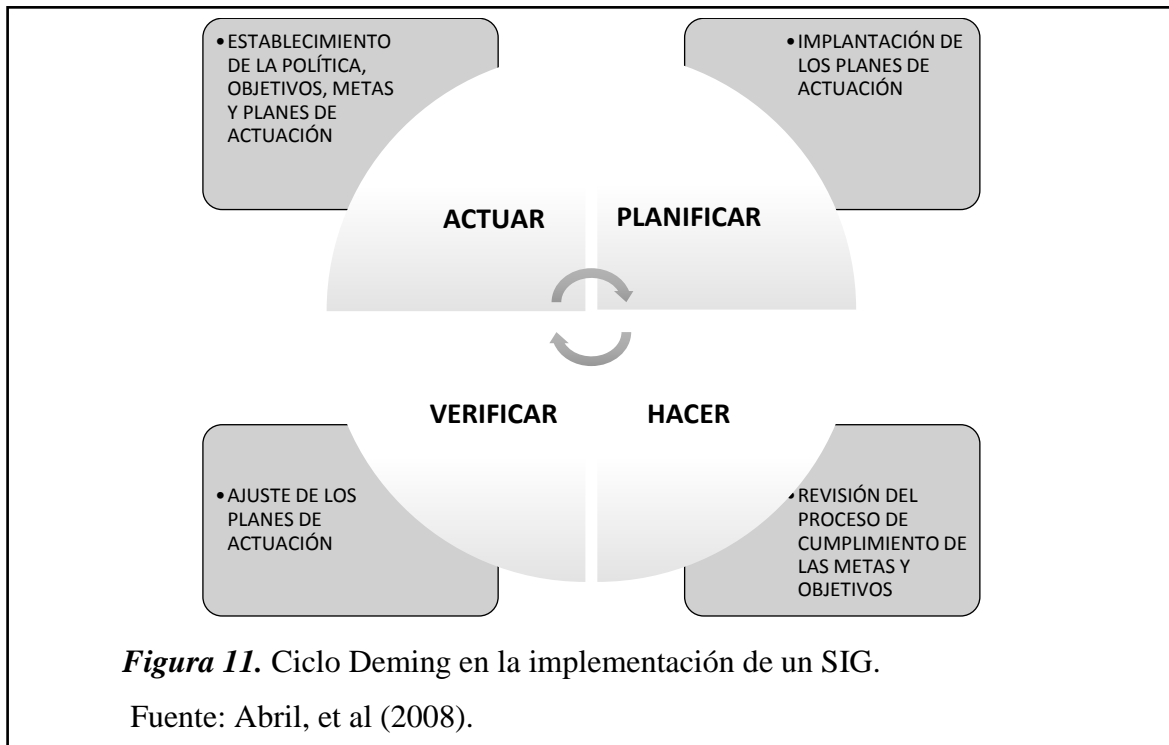 •ESTABLECIMIENTO
DE LA POLÍTICA,
OBJETIVOS, METAS
Y PLANES DE
ACTUACIÓN
•IMPLANTACIÓN DE
LOS PLANES DE
ACTUACIÓN
ACTUAR
PLANIFICAR
VERIFICAR
HACER
•AJUSTE DE LOS
PLANES DE
ACTUACIÓN
•REVISIÓN DEL
PROCESO DE
CUMPLIMIENTO DE
LAS METAS Y
OBJETIVOS
Figura 11. Ciclo Deming en la implementación de un SIG.
Fuente: Abril, et al (2008).